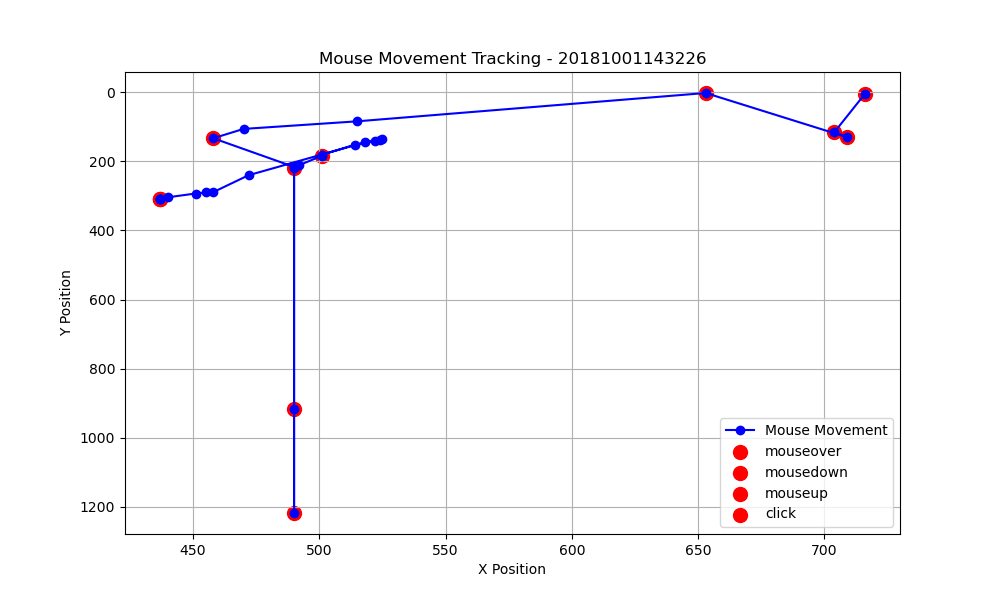 Mouse Movement Tracking - 20181001143226
0
200
400
600
800
1000
1200
Y Position
450
500
550
600
650
700
X Position
Mouse Movement
mouseover
mousedown
mouseup
click